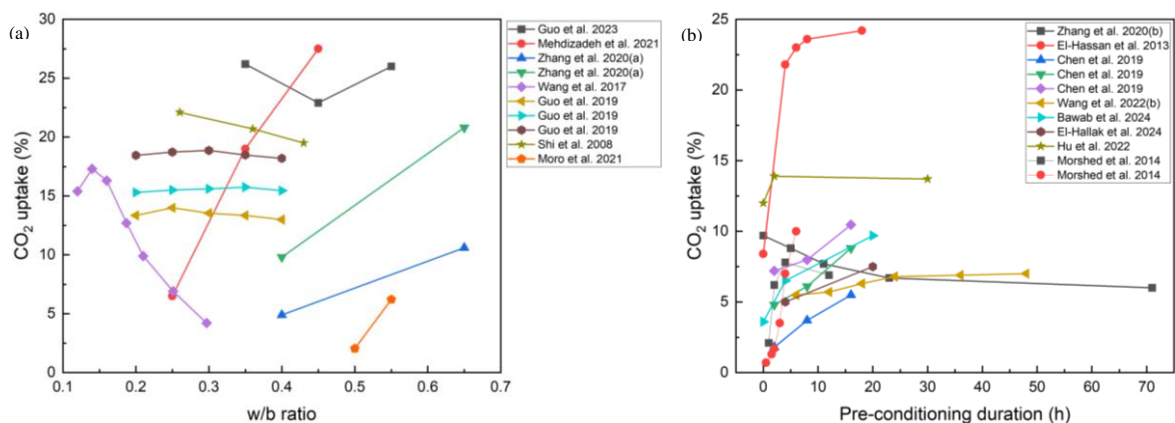 (a)
30
25
20
15
10
5
0
CO₂ uptake (%)
0.1 0.2 0.3 0.4 0.5 0.6 0.7
w/b ratio
Guo et al. 2023
Mehdizadeh et al. 2021
Zhang et al. 2020(a)
Zhang et al. 2020(a)
Wang et al. 2017
Guo et al. 2019
Guo et al. 2019
Guo et al. 2019
Shi et al. 2008
Moro et al. 2021
(b)
25
20
15
10
5
0
CO₂ uptake (%)
0 10 20 30 40 50 60 70
Pre-conditioning duration (h)
Zhang et al. 2020(b)
El-Hassan et al. 2013
Chen et al. 2019
Chen et al. 2019
Chen et al. 2019
Wang et al. 2022(b)
Bawab et al. 2024
El-Hallak et al. 2024
Hu et al. 2022
Morshed et al. 2014
Morshed et al. 2014